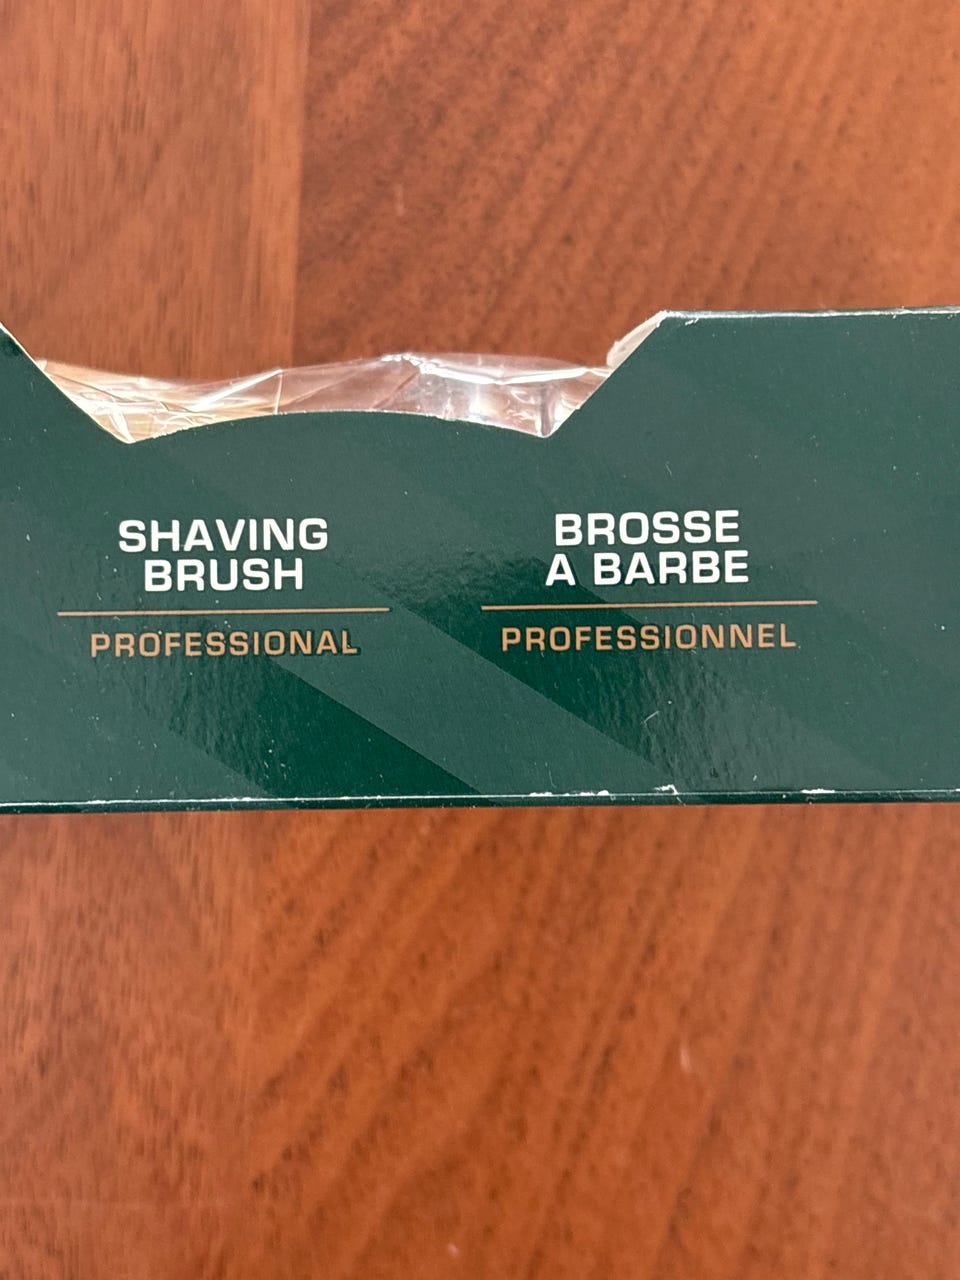 SHAVING
BRUSH
PROFESSIONAL
BROSSE
A BARBE
PROFESSIONNEL